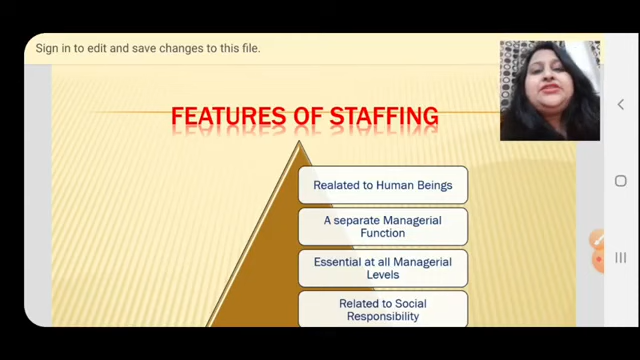 Sign in to edit and save changes to this file.
FEATURES OF STAFFING
Realated to Human Beings
A separate Managerial
Function
Essential at all Managerial
Levels
Related to Social
Responsibility